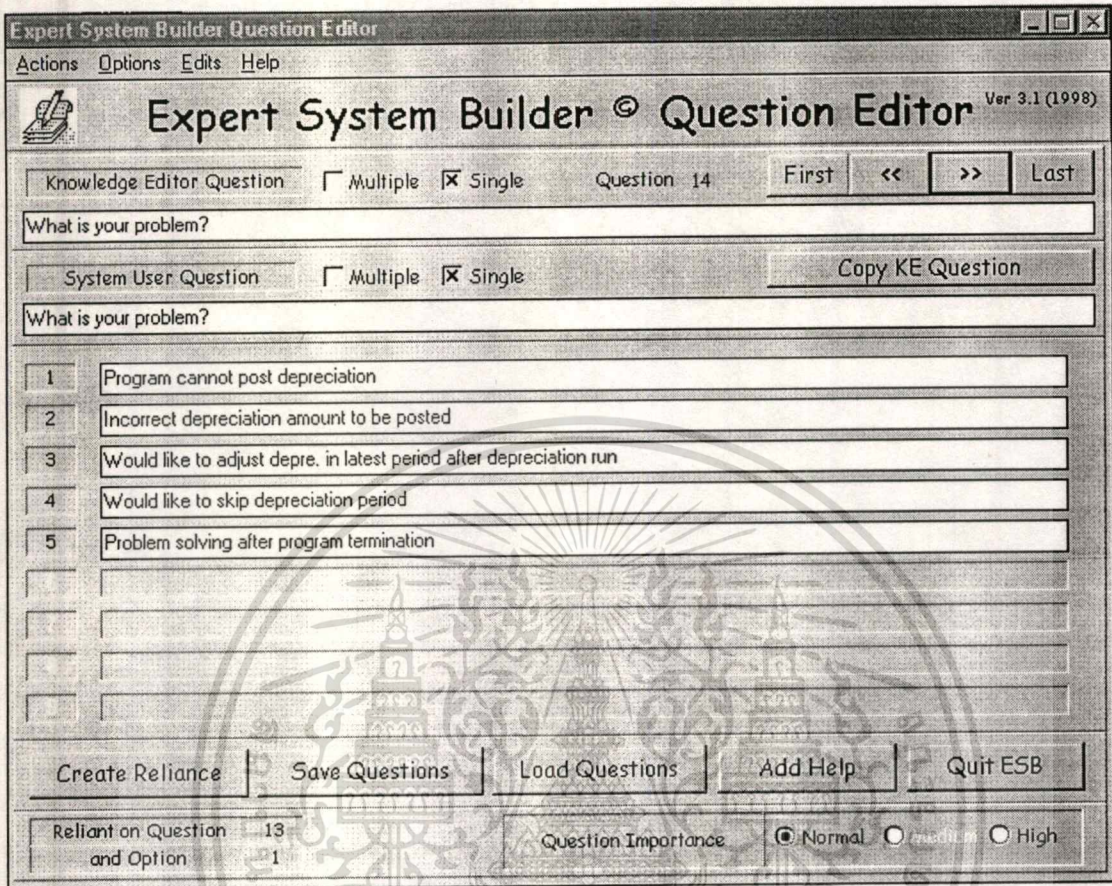 Expert System Builder Question Editor
Actions Options Edits Help
Expert System Builder © Question Editor Ver 3.1 (1998)
Knowledge Editor Question Multiple Single Question 14 First << >> Last
What is your problem?
System User Question Multiple Single Copy KE Question
What is your problem?
1 Program cannot post depreciation
2 Incorrect depreciation amount to be posted
3 Would like to adjust depre. in latest period after depreciation run
4 Would like to skip depreciation period
5 Problem solving after program termination
Create Reliance Save Questions Load Questions Add Help Quit ESB
Reliant on Question 13
and Option 1
Question Importance Normal medium High